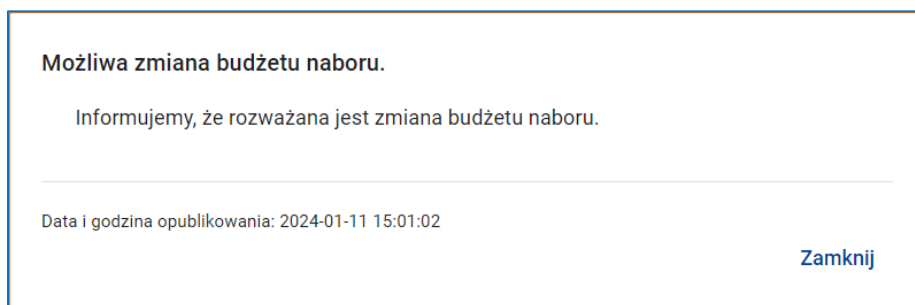 Możliwa zmiana budżetu naboru.
Informujemy, że rozważana jest zmiana budżetu naboru.
Data i godzina opublikowania: 2024-01-11 15:01:02
Zamknij